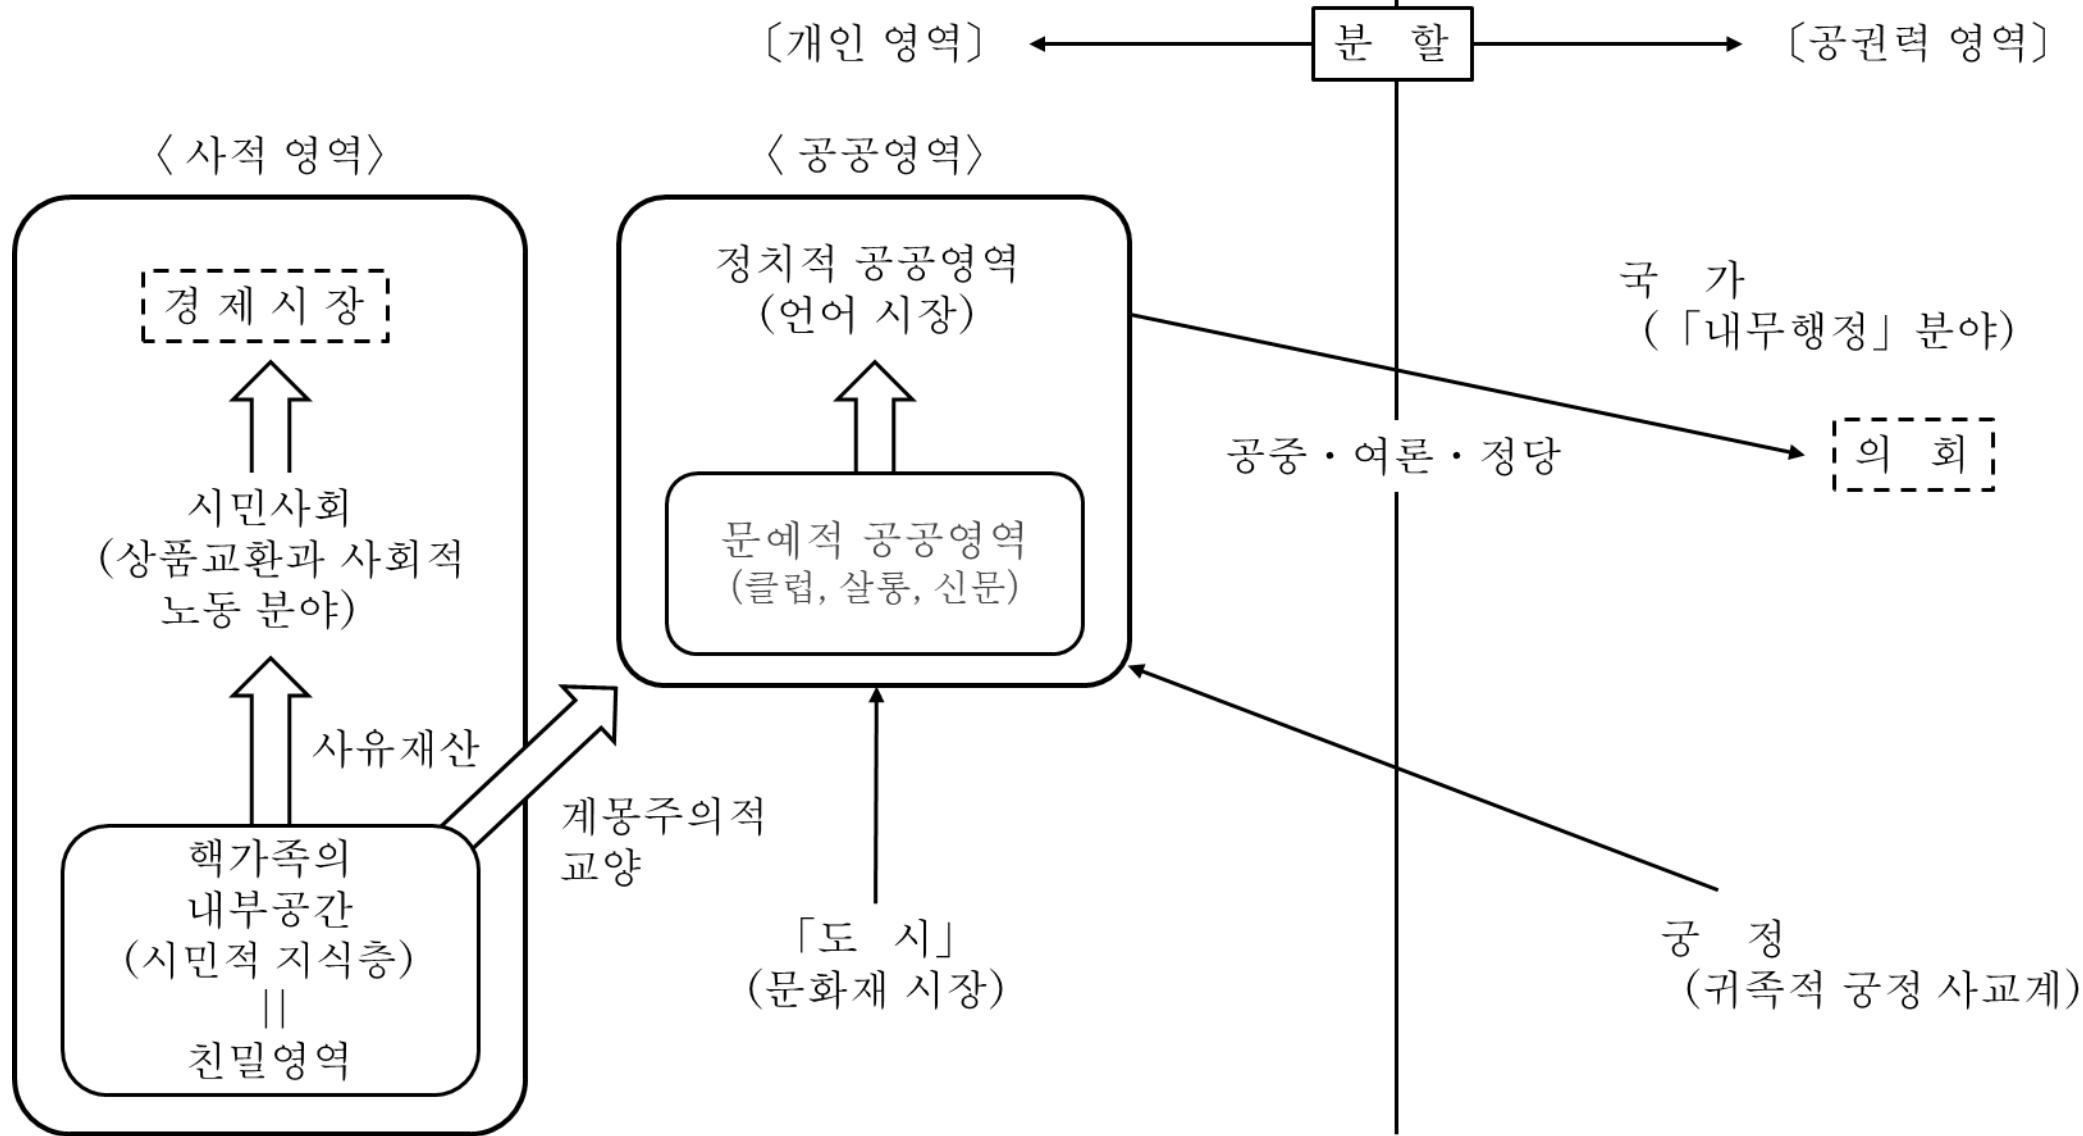 〔개인 영역〕
분 할
〔공권력 영역〕
〈 사적 영역〉
〈 공공영역〉
경 제 시 장
시민사회
(상품교환과 사회적
노동 분야)
사유재산
핵가족의
내부공간
(시민적 지식층)
||
친밀영역
계몽주의적
교양
정치적 공공영역
(언어 시장)
문예적 공공영역
(클럽, 살롱, 신문)
「도 시」
(문화재 시장)
공중・여론・정당
국 가
(「내무행정」분야)
의 회
궁 정
(귀족적 궁정 사교계)